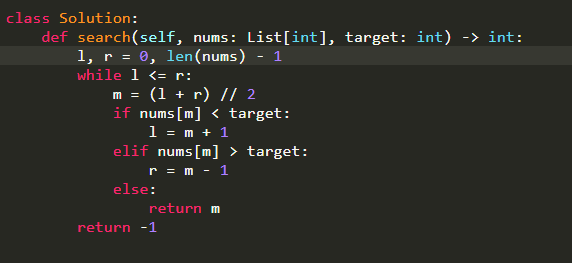 class Solution:
    def search(self, nums: List[int], target: int) -> int:
        l, r = 0, len(nums) - 1
        while l <= r:
            m = (l + r) // 2
            if nums[m] < target:
                l = m + 1
            elif nums[m] > target:
                r = m - 1
            else:
                return m
        return -1